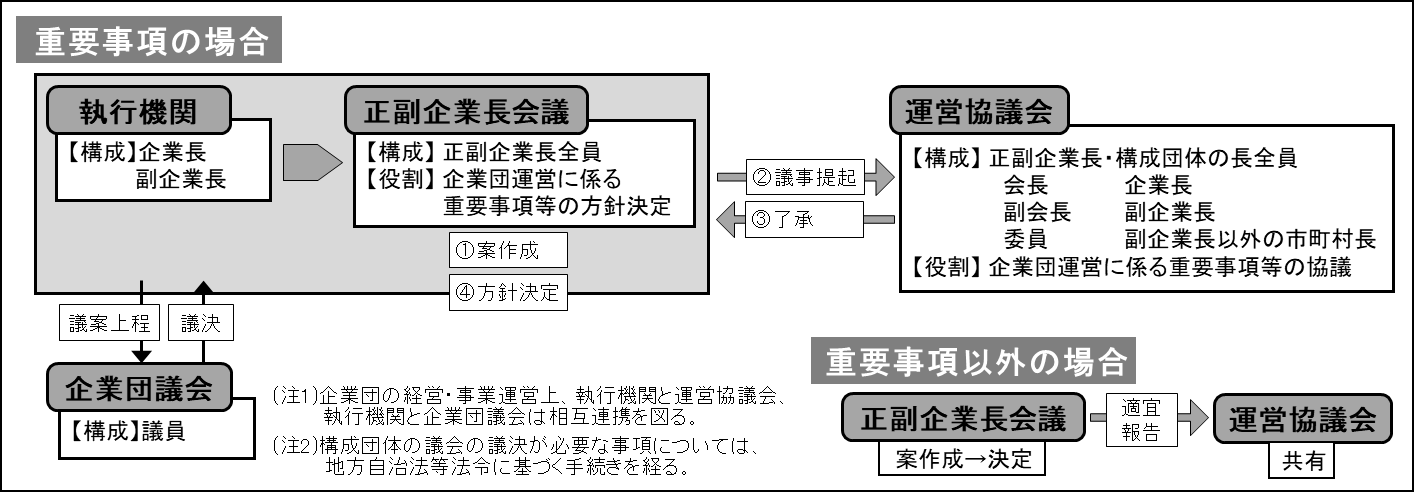 重要事項の場合
執行機関
【構成】企業長
副企業長
正副企業長会議
【構成】正副企業長全員
【役割】企業団運営に係る
重要事項等の方針決定
①案作成
④方針決定
②議事提起
③了承
運営協議会
【構成】正副企業長・構成団体の長全員
会長 企業長
副会長 副企業長
委員 副企業長以外の市町村長
【役割】企業団運営に係る重要事項等の協議
議案上程
議決
企業団議会
【構成】議員
(注1)企業団の経営・事業運営上、執行機関と運営協議会、
執行機関と企業団議会は相互連携を図る。
(注2)構成団体の議会の議決が必要な事項については、
地方自治法等法令に基づく手続きを経る。
重要事項以外の場合
正副企業長会議
案作成→決定
適宜
報告
運営協議会
共有